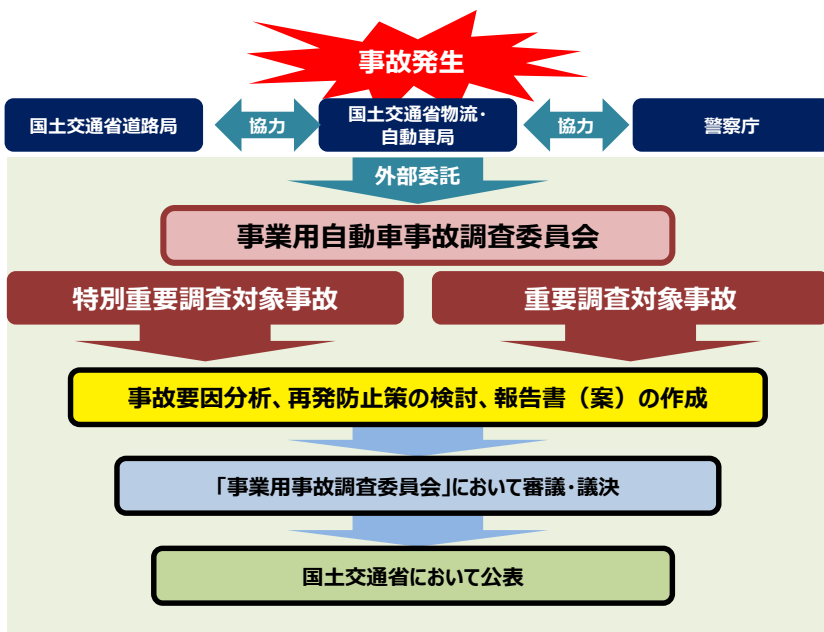 事故発生
国土交通省道路局
協力
国土交通省物流・
自動車局
協力
警察庁
外部委託
事業用自動車事故調査委員会
特別重要調査対象事故
重要調査対象事故
事故要因分析、再発防止策の検討、報告書（案）の作成
「事業用事故調査委員会」において審議・議決
国土交通省において公表